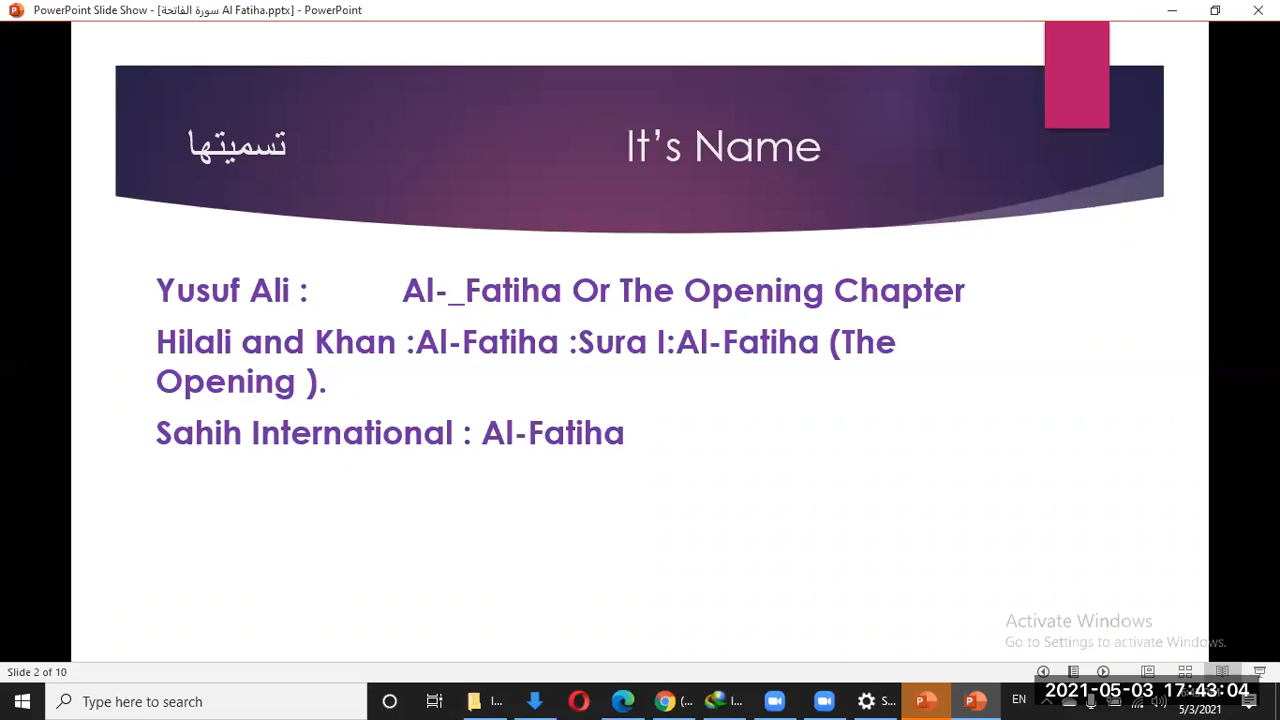 PowerPoint Slide Show - [سورة الفاتحة Al Fatiha.pptx] - PowerPoint
تسميتها It’s Name
Yusuf Ali : Al-_Fatiha Or The Opening Chapter
Hilali and Khan :Al-Fatiha :Sura I:Al-Fatiha (The
Opening ).
Sahih International : Al-Fatiha
Activate Windows
Go to Settings to activate Windows.
Slide 2 of 10
Type here to search
I...
(...
I...
S...
EN
2021-05-03 17:43:04
5/3/2021